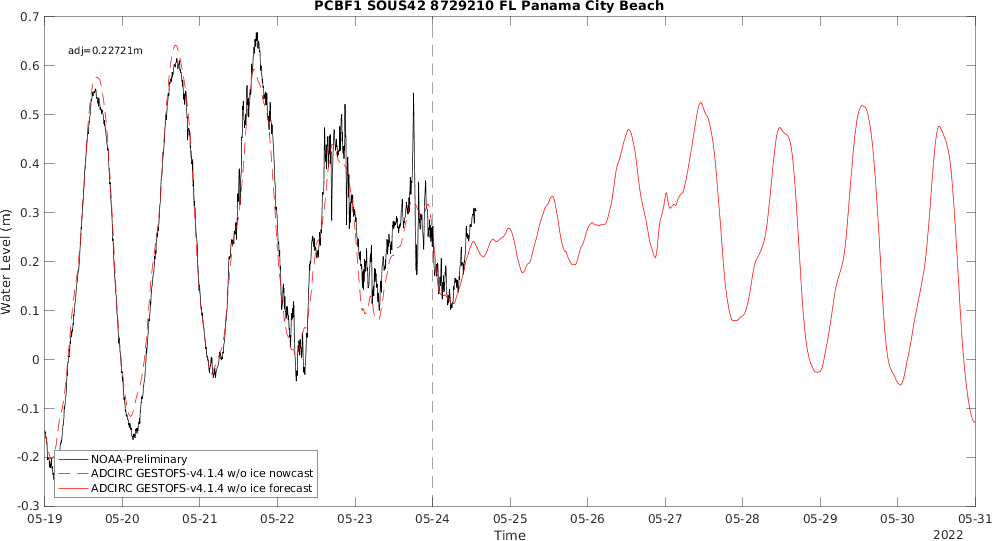 PCBF1 SOUS42 8729210 FL Panama City Beach
adj=0.22721m
0.7
0.6
0.5
0.4
0.3
0.2
0.1
0
-0.1
-0.2
-0.3
Water Level (m)
NOAA-Preliminary
ADCIRC GESTOFS-v4.1.4 w/o ice nowcast
ADCIRC GESTOFS-v4.1.4 w/o ice forecast
05-19 05-20 05-21 05-22 05-23 05-24 05-25 05-26 05-27 05-28 05-29 05-30 05-31
Time
2022